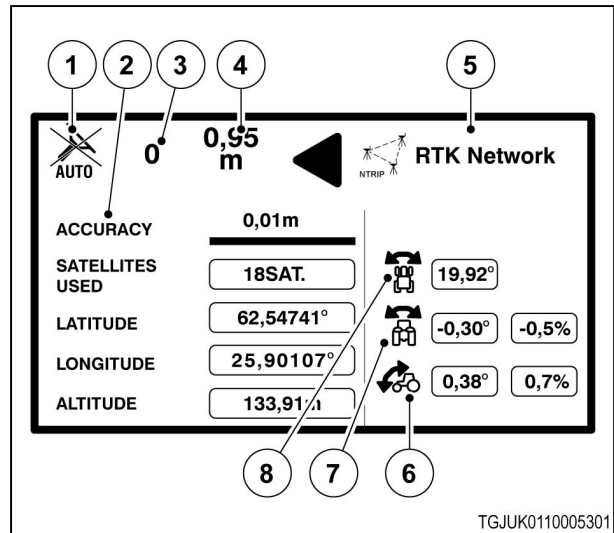 1 2 3 4 5
AUTO 0 0,95 m NTRIP RTK Network
ACCURACY 0,01m
SATELLITES USED 18SAT. 19,92°
LATITUDE 62,54741° -0,30° -0,5%
LONGITUDE 25,90107° 0,38° 0,7%
ALTITUDE 133,91m
8 7 6
TGJUK0110005301